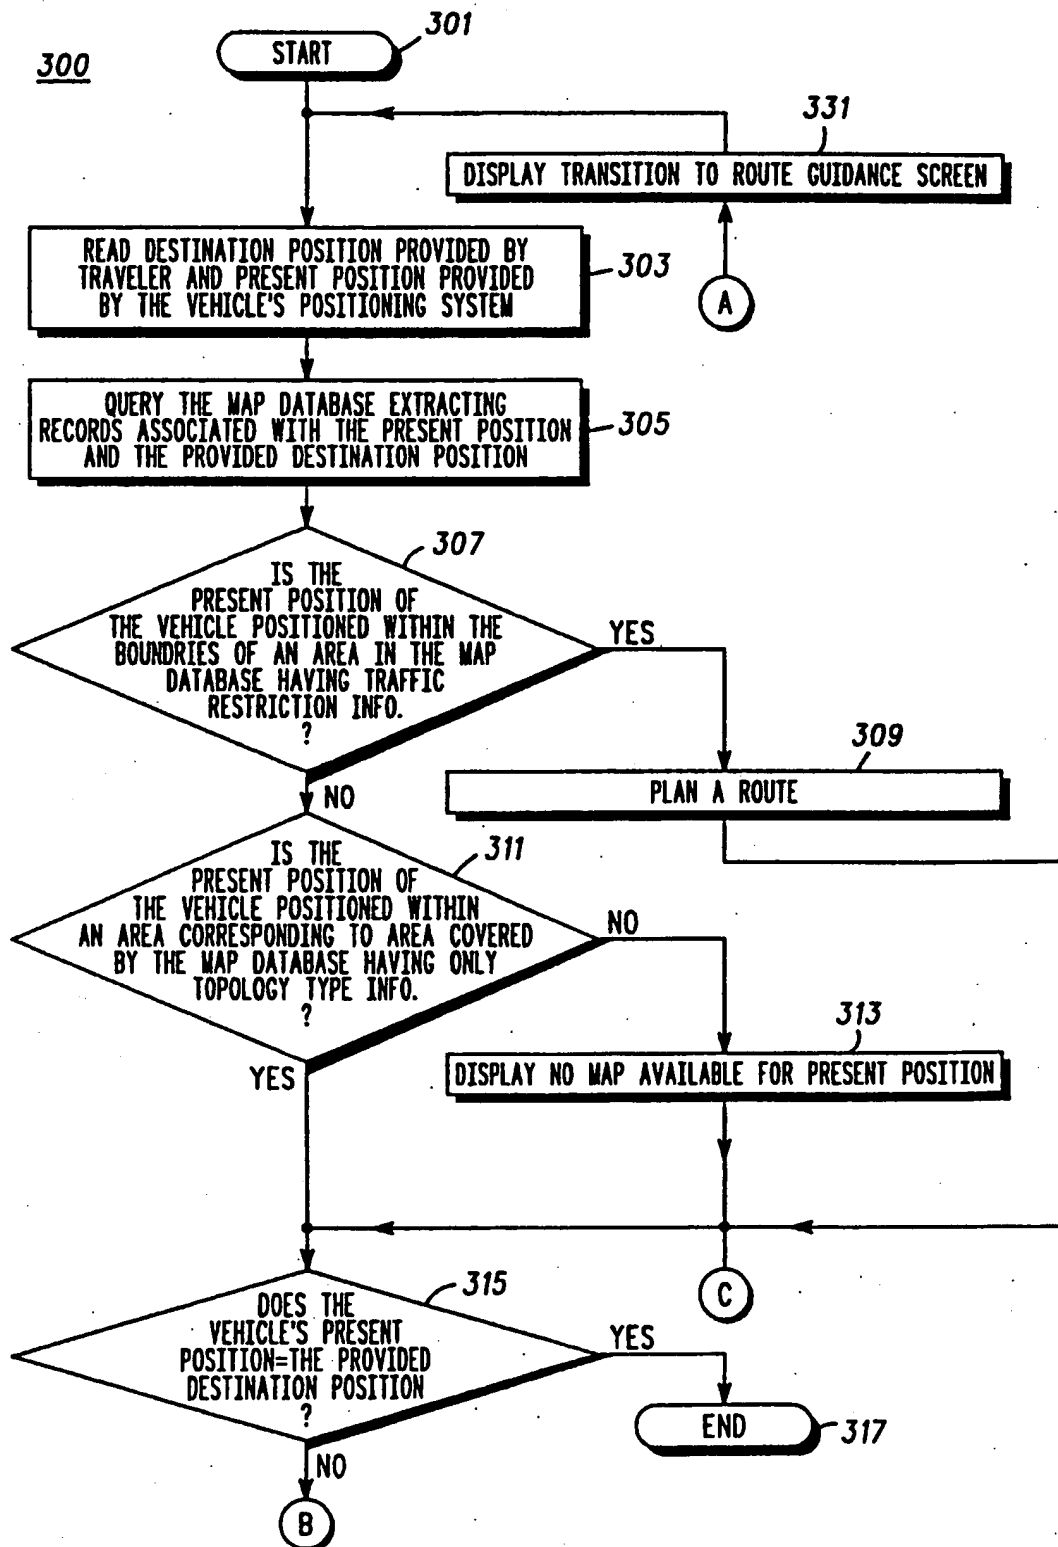 300
START
301
331
DISPLAY TRANSITION TO ROUTE GUIDANCE SCREEN
A
READ DESTINATION POSITION PROVIDED BY
TRAVELER AND PRESENT POSITION PROVIDED
BY THE VEHICLE'S POSITIONING SYSTEM
303
QUERY THE MAP DATABASE EXTRACTING
RECORDS ASSOCIATED WITH THE PRESENT POSITION
AND THE PROVIDED DESTINATION POSITION
305
307
IS THE
PRESENT POSITION OF
THE VEHICLE POSITIONED WITHIN THE
BOUNDRIES OF AN AREA IN THE MAP
DATABASE HAVING TRAFFIC
RESTRICTION INFO.
?
YES
NO
309
PLAN A ROUTE
311
IS THE
PRESENT POSITION OF
THE VEHICLE POSITIONED WITHIN
AN AREA CORRESPONDING TO AREA COVERED
BY THE MAP DATABASE HAVING ONLY
TOPOLOGY TYPE INFO.
?
NO
YES
313
DISPLAY NO MAP AVAILABLE FOR PRESENT POSITION
C
315
DOES THE
VEHICLE'S PRESENT
POSITION=THE PROVIDED
DESTINATION POSITION
?
YES
END
317
NO
B